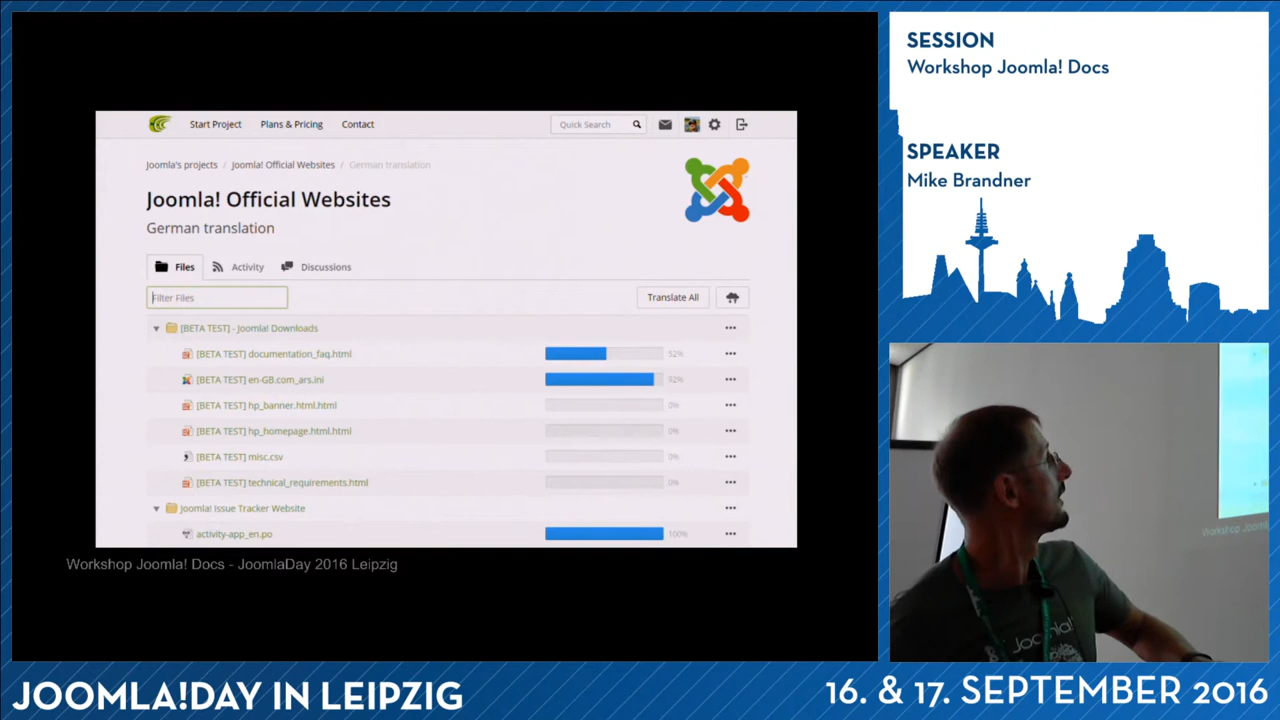 Start Project Plans & Pricing Contact Quick Search
Joomla's projects / Joomla! Official Websites / German translation
Joomla! Official Websites
German translation
Files Activity Discussions
Filter Files Translate All
[BETA TEST] - Joomla! Downloads
[BETA TEST] documentation_faq.html 52%
[BETA TEST] en-GB.com_ars.ini 92%
[BETA TEST] hp_banner.html.html 0%
[BETA TEST] hp_homepage.html.html 0%
[BETA TEST] misc.csv 0%
[BETA TEST] technical_requirements.html 0%
Joomla! Issue Tracker Website
activity-app_en.po 100%
Workshop Joomla! Docs - JoomlaDay 2016 Leipzig
SESSION
Workshop Joomla! Docs
SPEAKER
Mike Brandner
Workshop Jooml
Joomla!
JOOMLA!DAY IN LEIPZIG
16. & 17. SEPTEMBER 2016